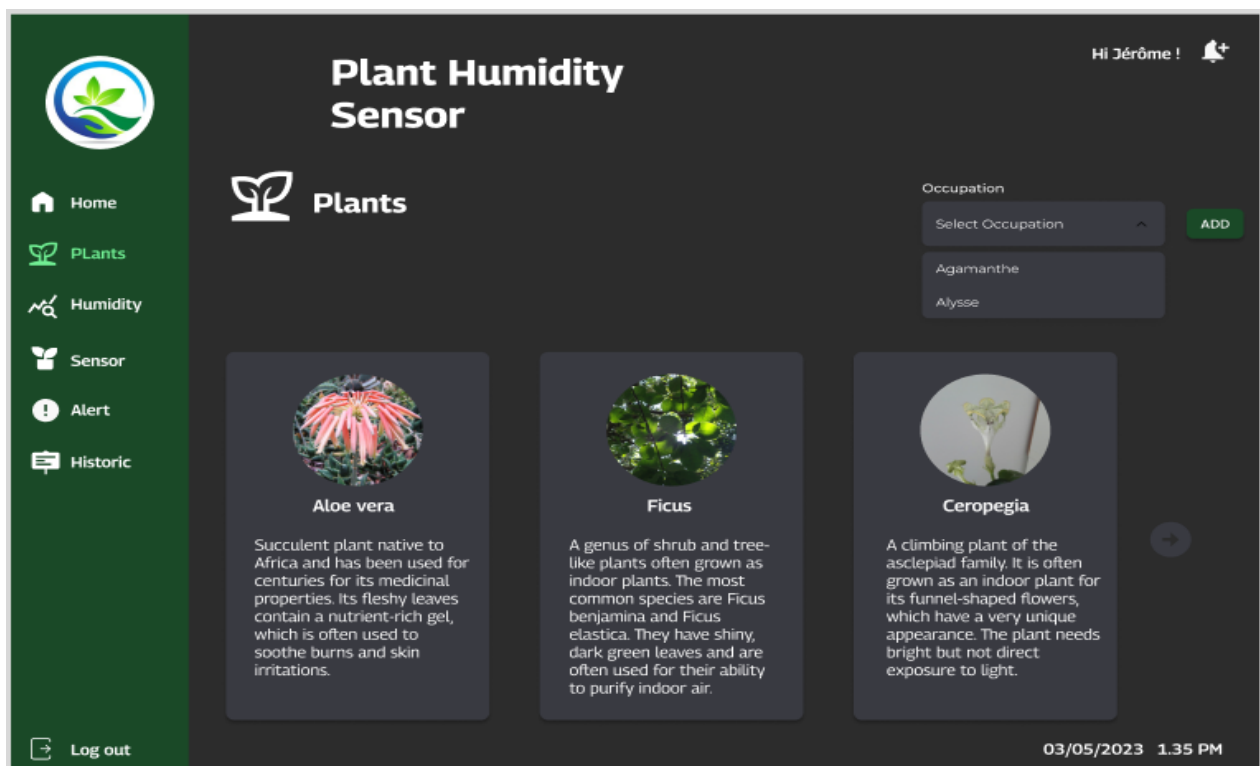 Plant Humidity
Sensor
Hi Jérôme !
Home
PLants
Humidity
Sensor
Alert
Historic
Log out
Plants
Occupation
Select Occupation
ADD
Agamanthe
Alysse
Aloe vera
Succulent plant native to
Africa and has been used for
centuries for its medicinal
properties. Its fleshy leaves
contain a nutrient-rich gel,
which is often used to
soothe burns and skin
irritations.
Ficus
A genus of shrub and tree-
like plants often grown as
indoor plants. The most
common species are Ficus
benjamina and Ficus
elastica. They have shiny,
dark green leaves and are
often used for their ability
to purify indoor air.
Ceropegia
A climbing plant of the
asclepiad family. It is often
grown as an indoor plant for
its funnel-shaped flowers,
which have a very unique
appearance. The plant needs
bright but not direct
exposure to light.
03/05/2023 1.35 PM